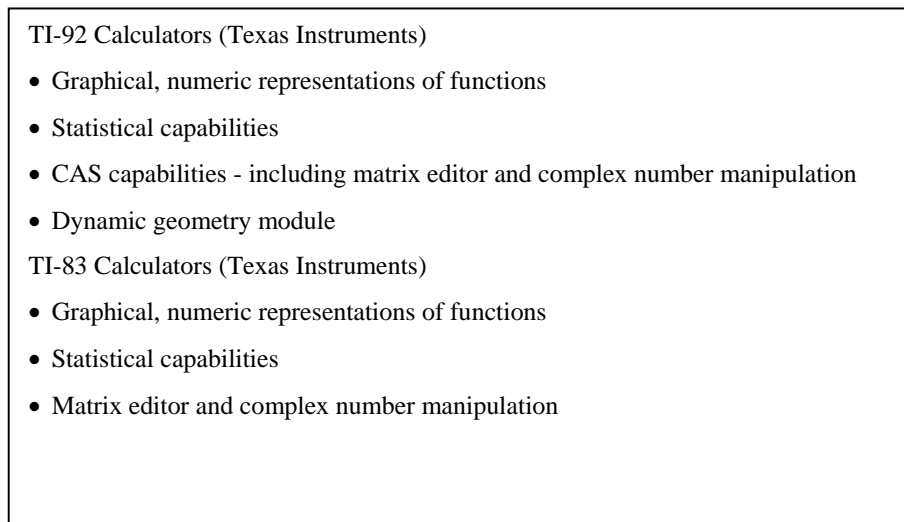 TI-92 Calculators (Texas Instruments)
• Graphical, numeric representations of functions
• Statistical capabilities
• CAS capabilities - including matrix editor and complex number manipulation
• Dynamic geometry module
TI-83 Calculators (Texas Instruments)
• Graphical, numeric representations of functions
• Statistical capabilities
• Matrix editor and complex number manipulation